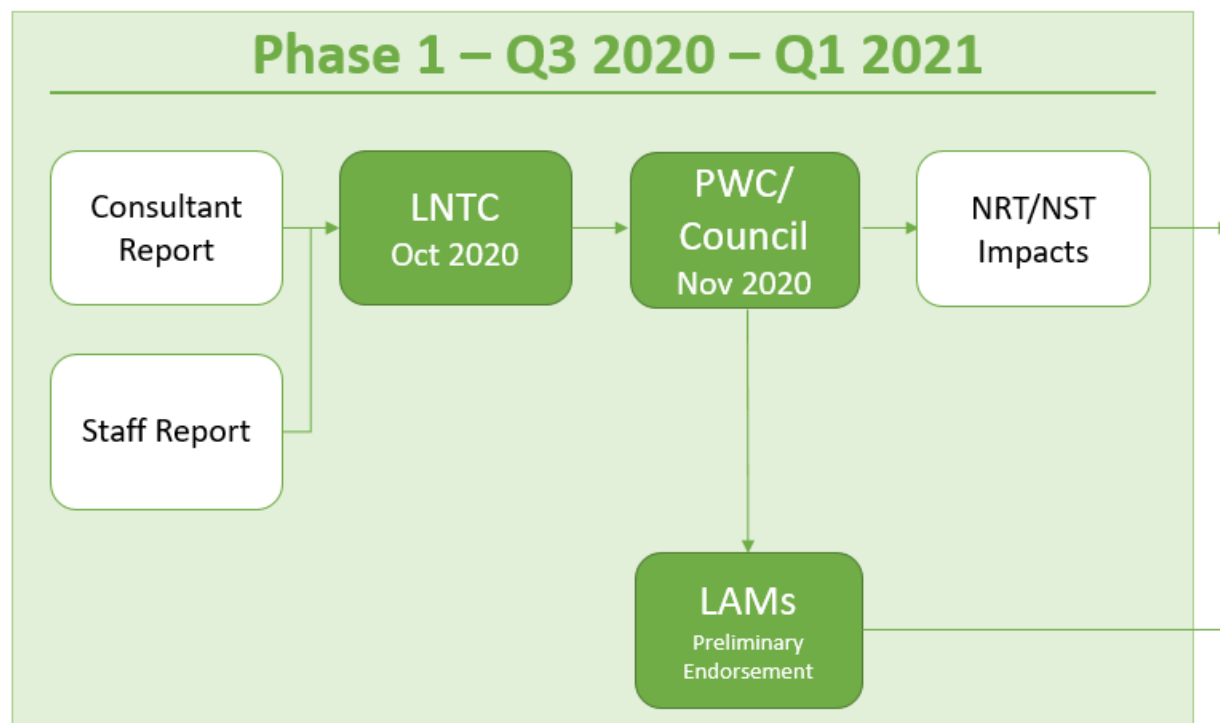 Phase 1 – Q3 2020 – Q1 2021
Consultant
Report
LNTC
Oct 2020
PWC/
Council
Nov 2020
NRT/NST
Impacts
Staff Report
LAMs
Preliminary
Endorsement